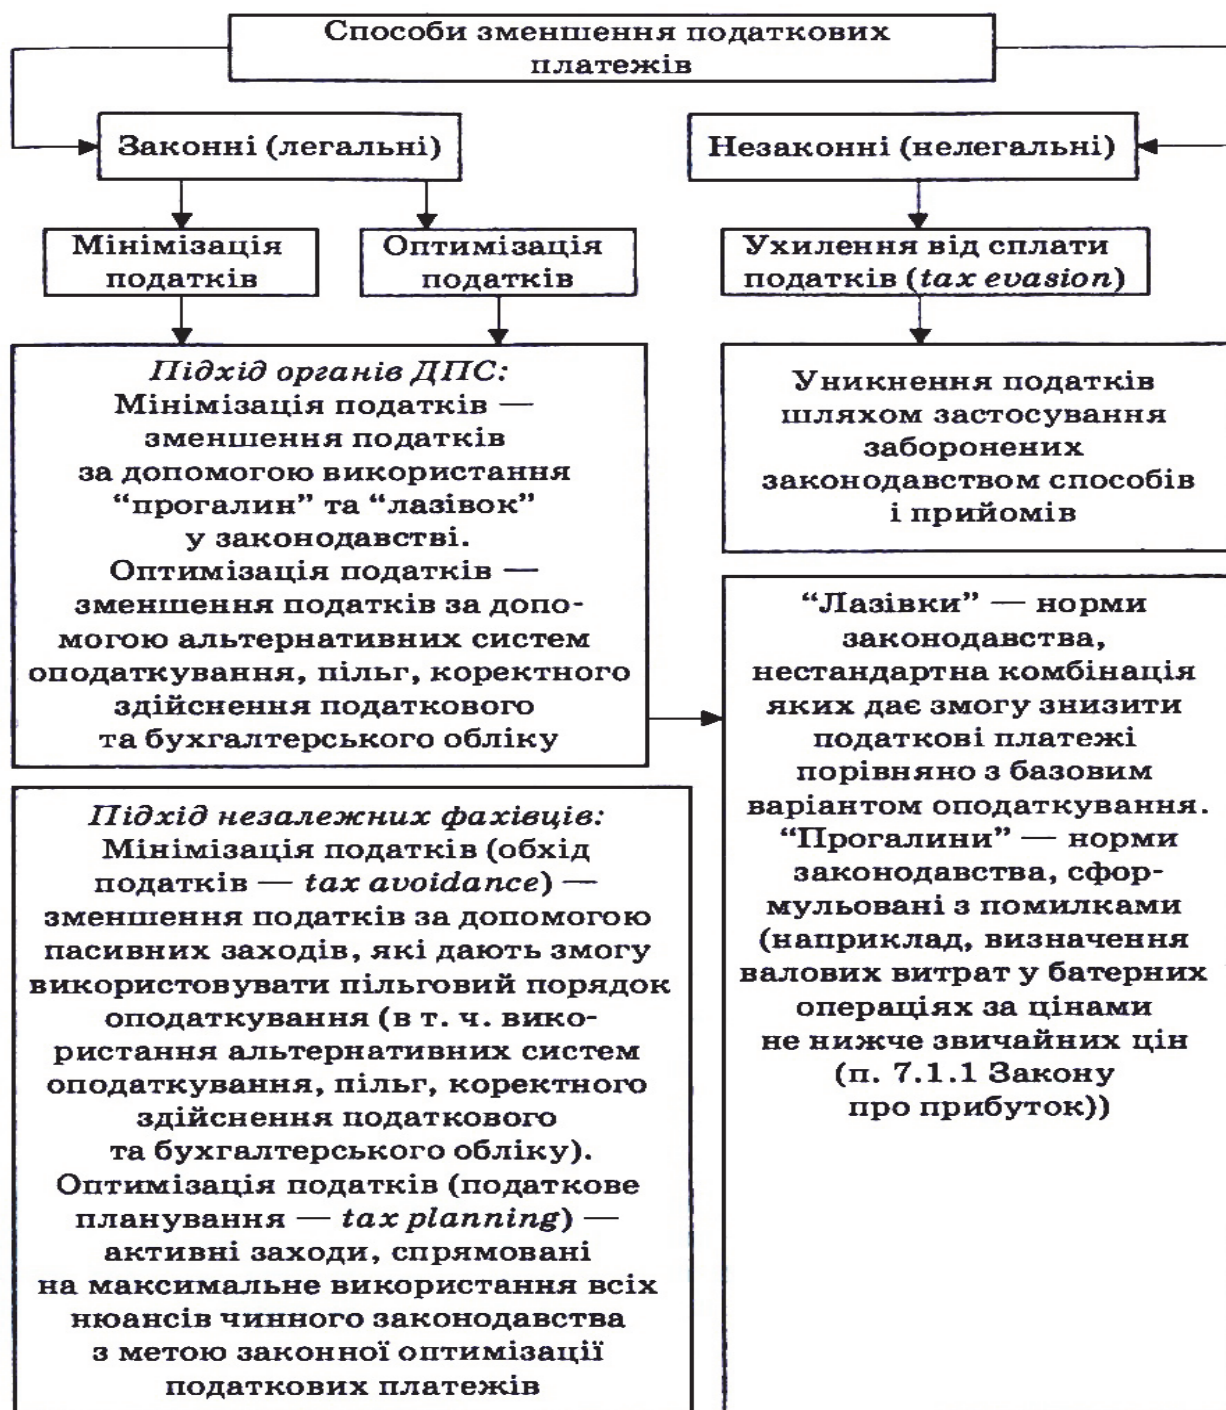 Способи зменшення податкових
платежів
Законні (легальні)
Незаконні (нелегальні)
Мінімізація
податків
Оптимізація
податків
Ухилення від сплати
податків (tax evasion)
Підхід органів ДПС:
Мінімізація податків —
зменшення податків
за допомогою використання
“прогалин” та “лазівок”
у законодавстві.
Оптимізація податків —
зменшення податків за допо-
могою альтернативних систем
оподаткування, пільг, коректного
здійснення податкового
та бухгалтерського обліку
Уникнення податків
шляхом застосування
заборонених
законодавством способів
і прийомів
“Лазівки” — норми
законодавства,
нестандартна комбінація
яких дає змогу знизити
податкові платежі
порівняно з базовим
варіантом оподаткування.
“Прогалини” — норми
законодавства, сфор-
мульовані з помилками
(наприклад, визначення
валових витрат у батерних
операціях за цінами
не нижче звичайних цін
(п. 7.1.1 Закону
про прибуток))
Підхід незалежних фахівців:
Мінімізація податків (обхід
податків — tax avoidance) —
зменшення податків за допомогою
пасивних заходів, які дають змогу
використовувати пільговий порядок
оподаткування (в т. ч. вико-
ристання альтернативних систем
оподаткування, пільг, коректного
здійснення податкового
та бухгалтерського обліку).
Оптимізація податків (податкове
планування — tax planning) —
активні заходи, спрямовані
на максимальне використання всіх
нюансів чинного законодавства
з метою законної оптимізації
податкових платежів